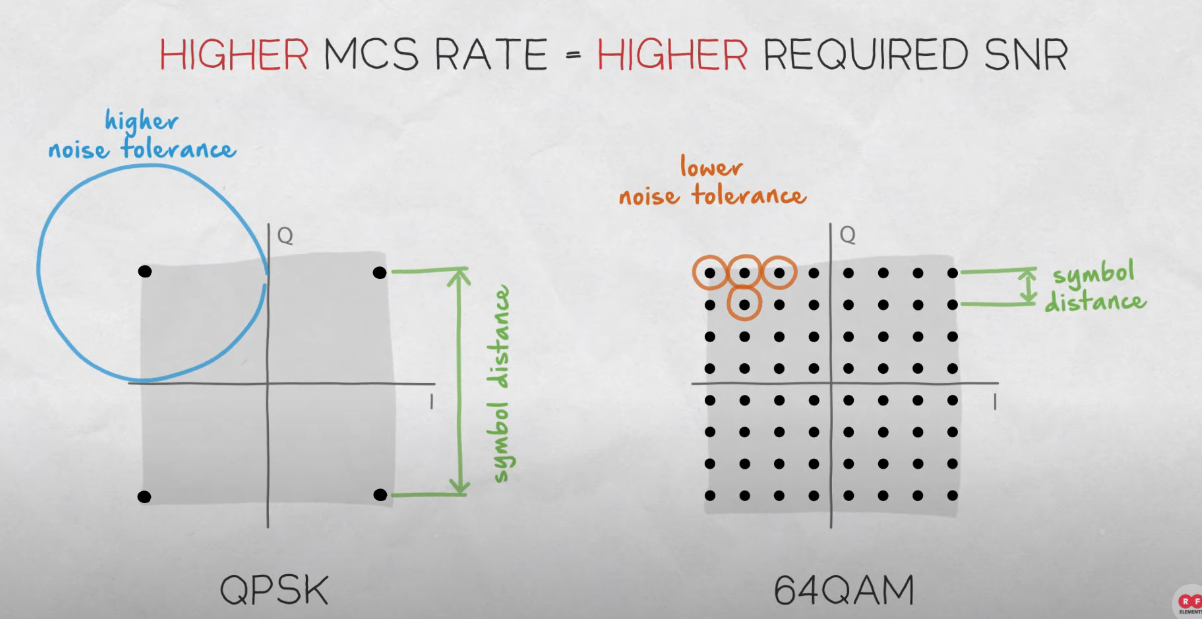 HIGHER MCS RATE = HIGHER REQUIRED SNR
higher
noise tolerance
Q
I
symbol distance
QPSK
lower
noise tolerance
Q
I
symbol
distance
64QAM
R F
ELEMENTS